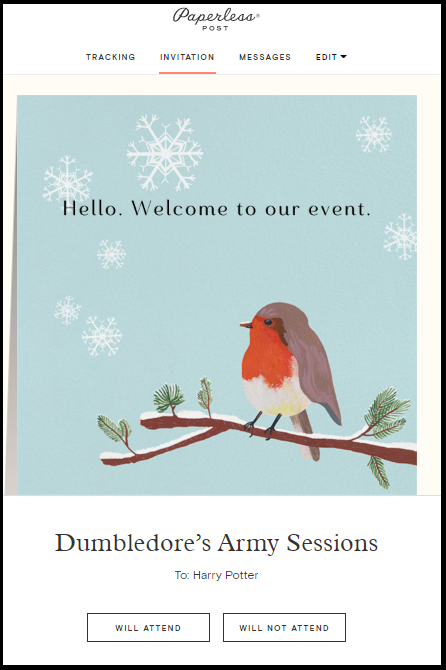 Paperless
POST
TRACKING INVITATION MESSAGES EDIT
Hello. Welcome to our event.
Dumbledore's Army Sessions
To: Harry Potter
WILL ATTEND WILL NOT ATTEND